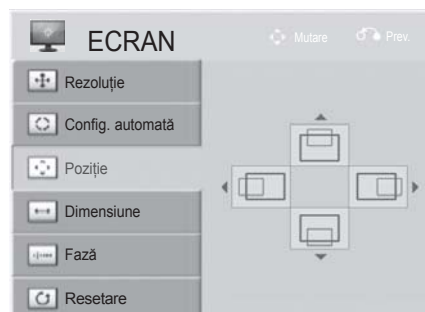 ECRAN
Mutare Prev.
Rezoluție
Config. automată
Poziție
Dimensiune
Fază
Resetare